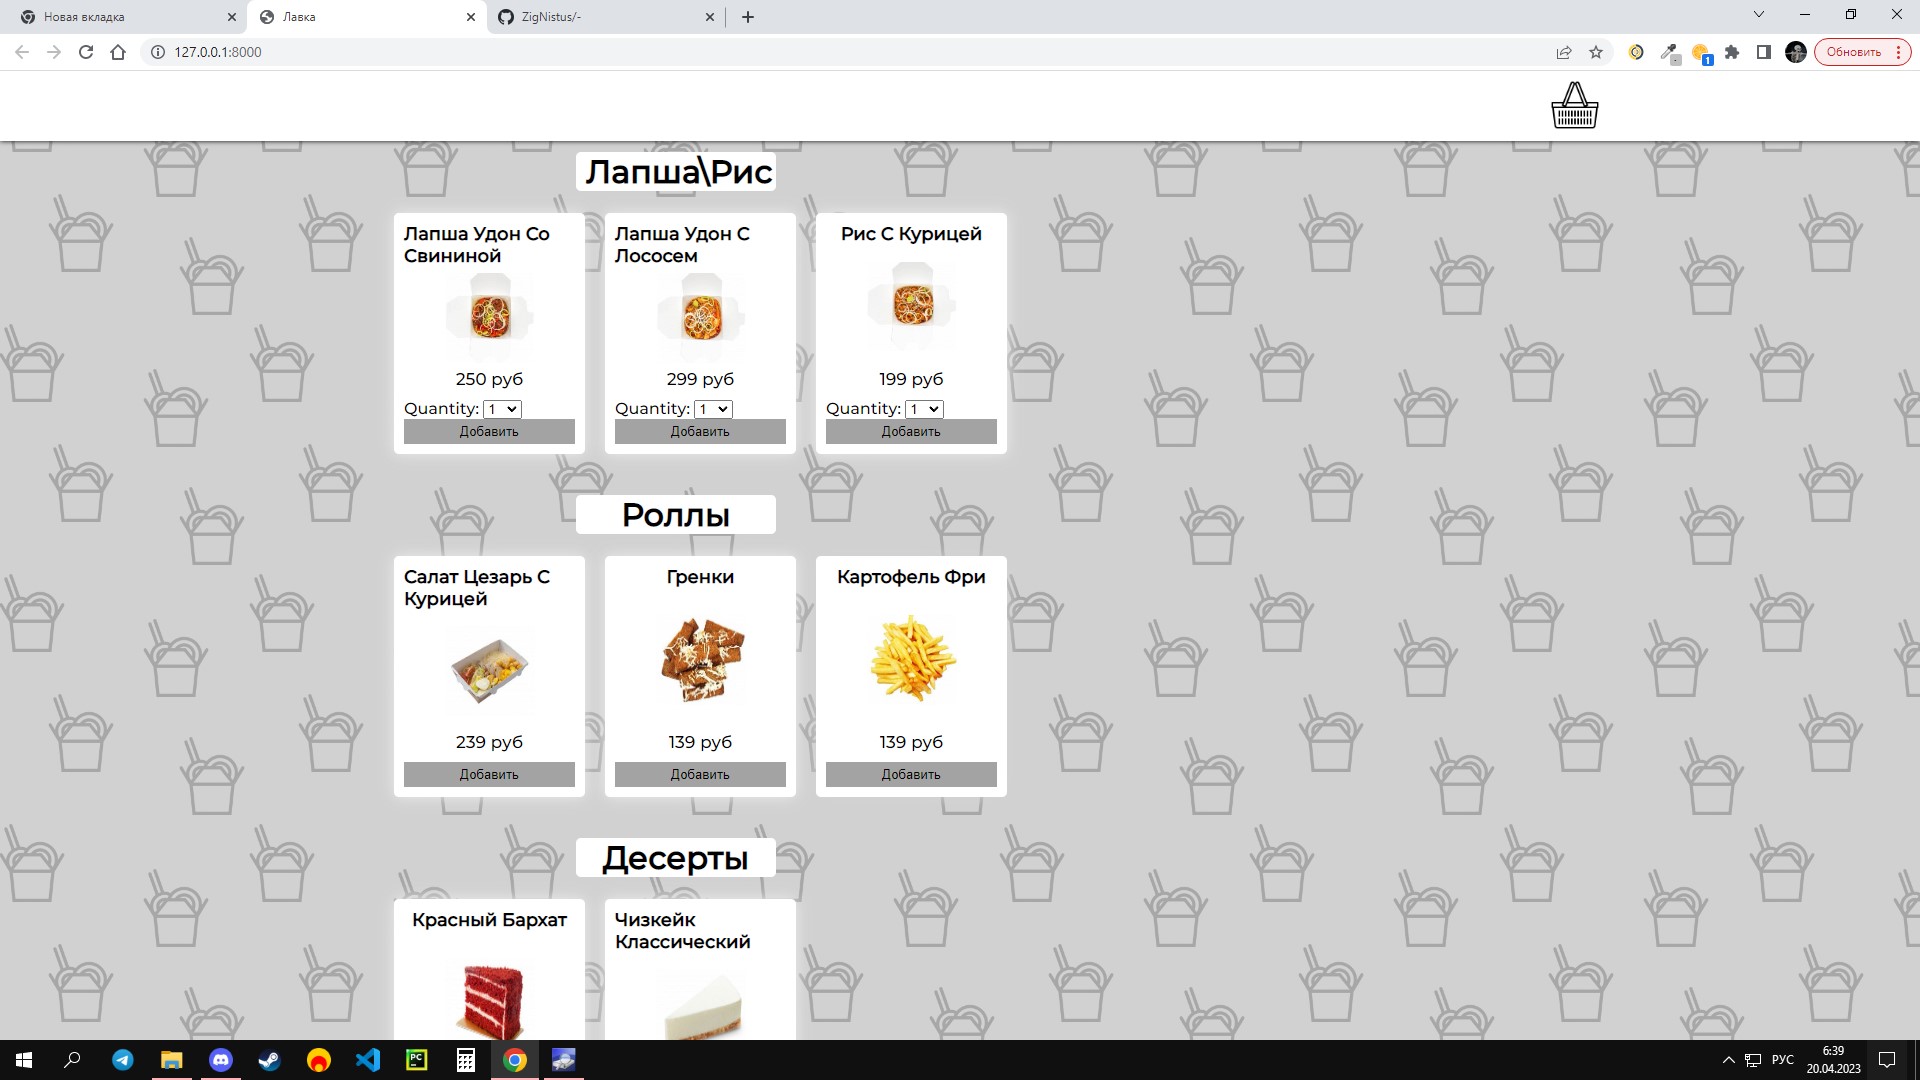 Новая вкладка
Лавка
ZigNistus/-
127.0.0.1:8000
Обновить
1
Лапша\Рис
Лапша Удон Со Свининой
250 руб
Quantity: 1
Добавить
Лапша Удон С Лососем
299 руб
Quantity: 1
Добавить
Рис С Курицей
199 руб
Quantity: 1
Добавить
Роллы
Салат Цезарь С Курицей
239 руб
Добавить
Гренки
139 руб
Добавить
Картофель Фри
139 руб
Добавить
Десерты
Красный Бархат
Чизкейк Классический
PC
РУС
6:39
20.04.2023